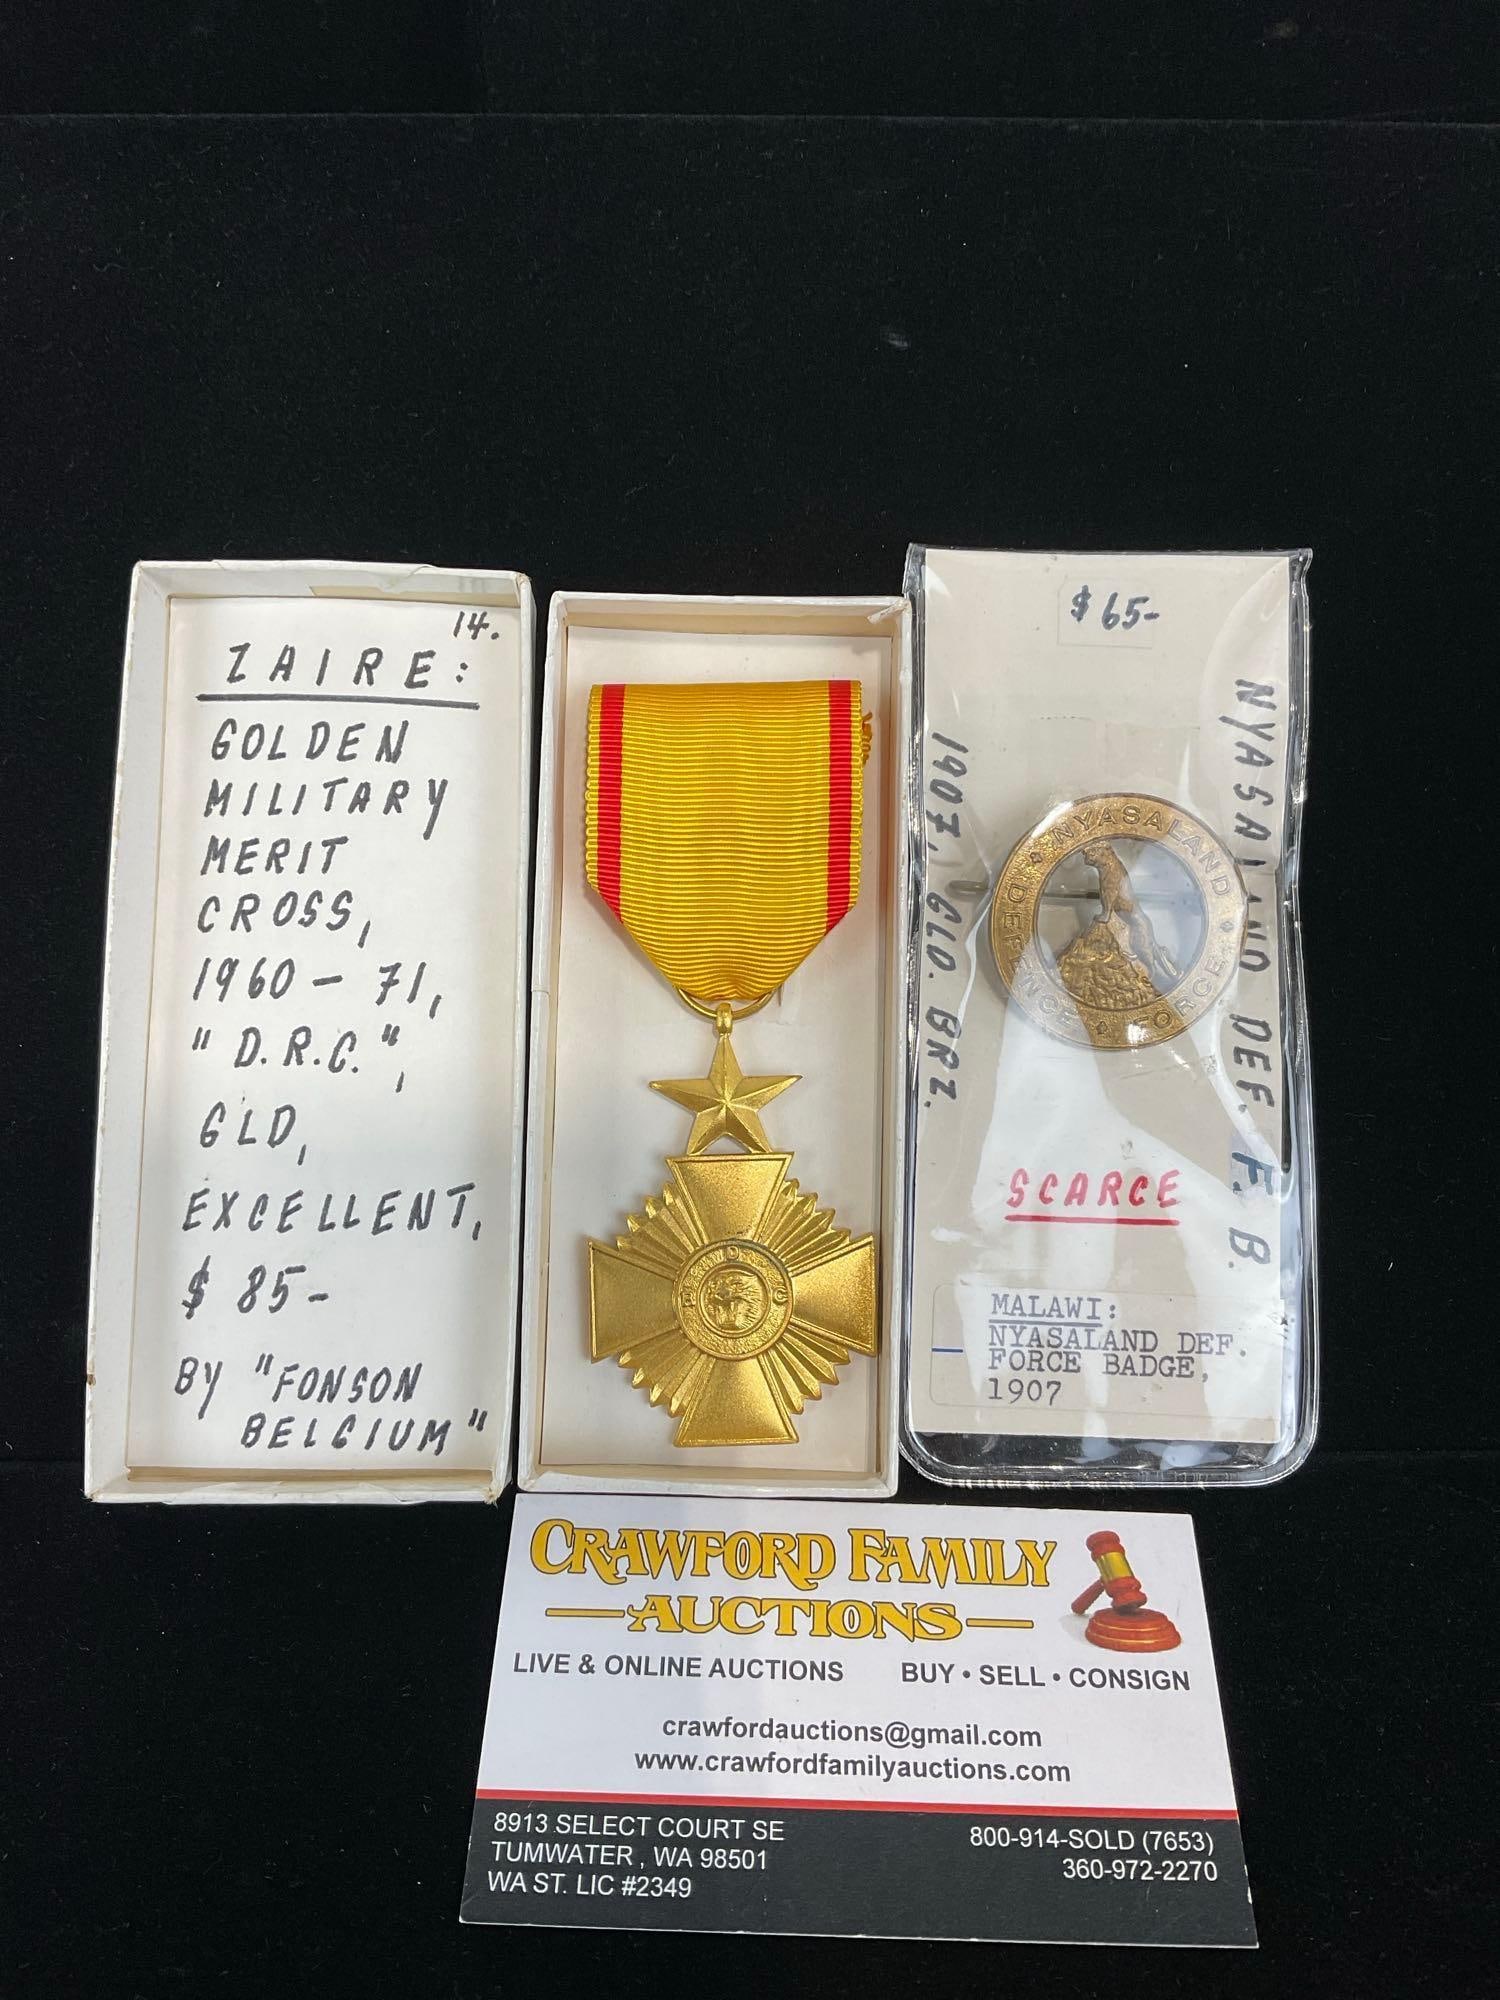 14.
ZAIRE:
GOLDEN
MILITARY
MERIT
CROSS,
1960 - 71,
"D.R.C.",
GLD,
EXCELLENT,
$ 85-
BY "FONSON
BELGIUM"
$ 65-
NYASALAND DEF. F. B.
1907, GLD. BRZ.
NYASALAND
DEFENCE FORCE
SCARCE
MALAWI:
NYASALAND DEF.
FORCE BADGE,
1907
CRAWFORD FAMILY
AUCTIONS
LIVE & ONLINE AUCTIONS BUY • SELL • CONSIGN
crawfordauctions@gmail.com
www.crawfordfamilyauctions.com
8913 SELECT COURT SE
TUMWATER , WA 98501
WA ST. LIC #2349
800-914-SOLD (7653)
360-972-2270